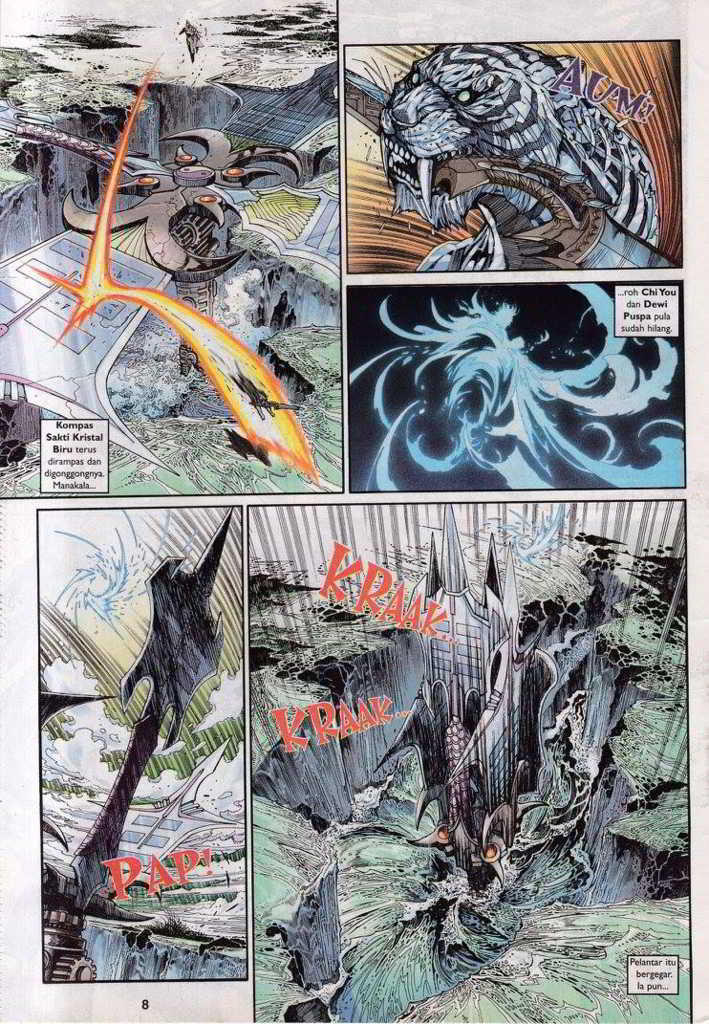 Kompas
Sakti Kristal
Biru terus
dirampas dan
digonggongnya.
Manakala...
AUM!!
...roh Chi You
dan Dewi
Puspa pula
sudah hilang.
PAP!
KRAAK...
KRAAK...
Pelantar itu
bergegar.
Ia pun...
8